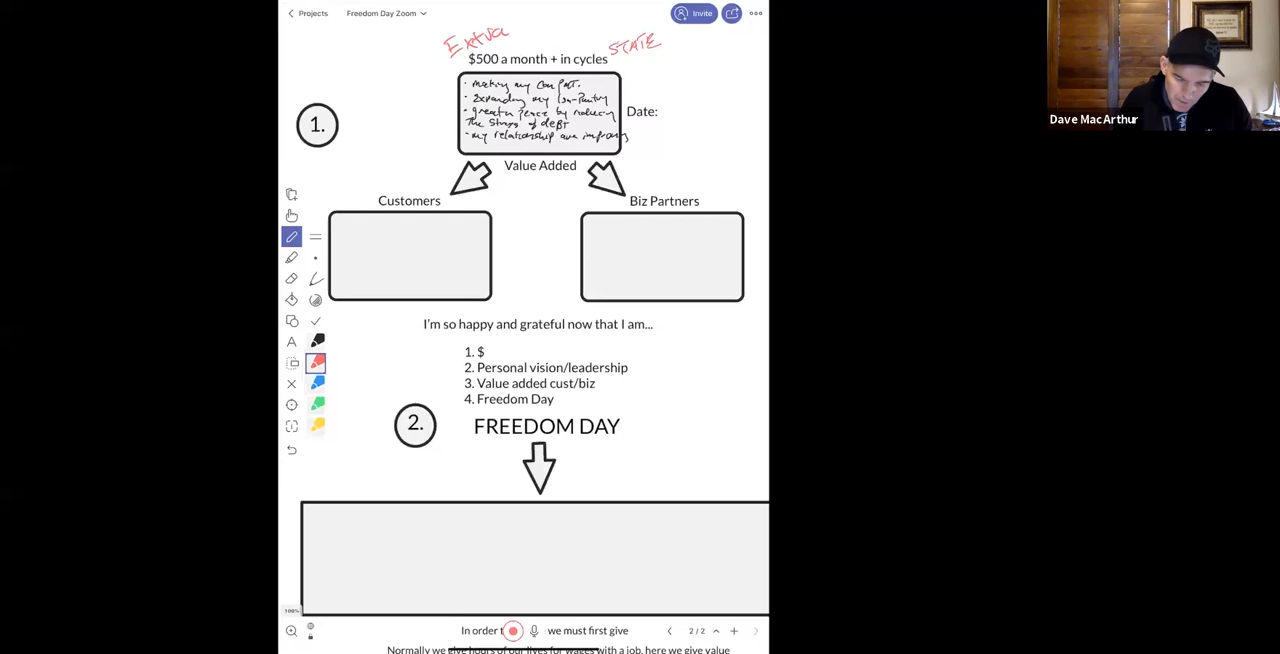 Projects
Freedom Day Zoom
Invite
Extra
STATE
$500 a month + in cycles
· making my car pmt.
· expanding my
· greater peace by reducing
the stress of debt
· my relationship are improving
1.
Date:
Value Added
Customers
Biz Partners
Dave MacArthur
I'm so happy and grateful now that I am...
1. $
2. Personal vision/leadership
3. Value added cust/biz
4. Freedom Day
2.
FREEDOM DAY
A
100%
In order t we must first give
2 / 2
Normally we give hours of our lives for wages with a job, here we give value